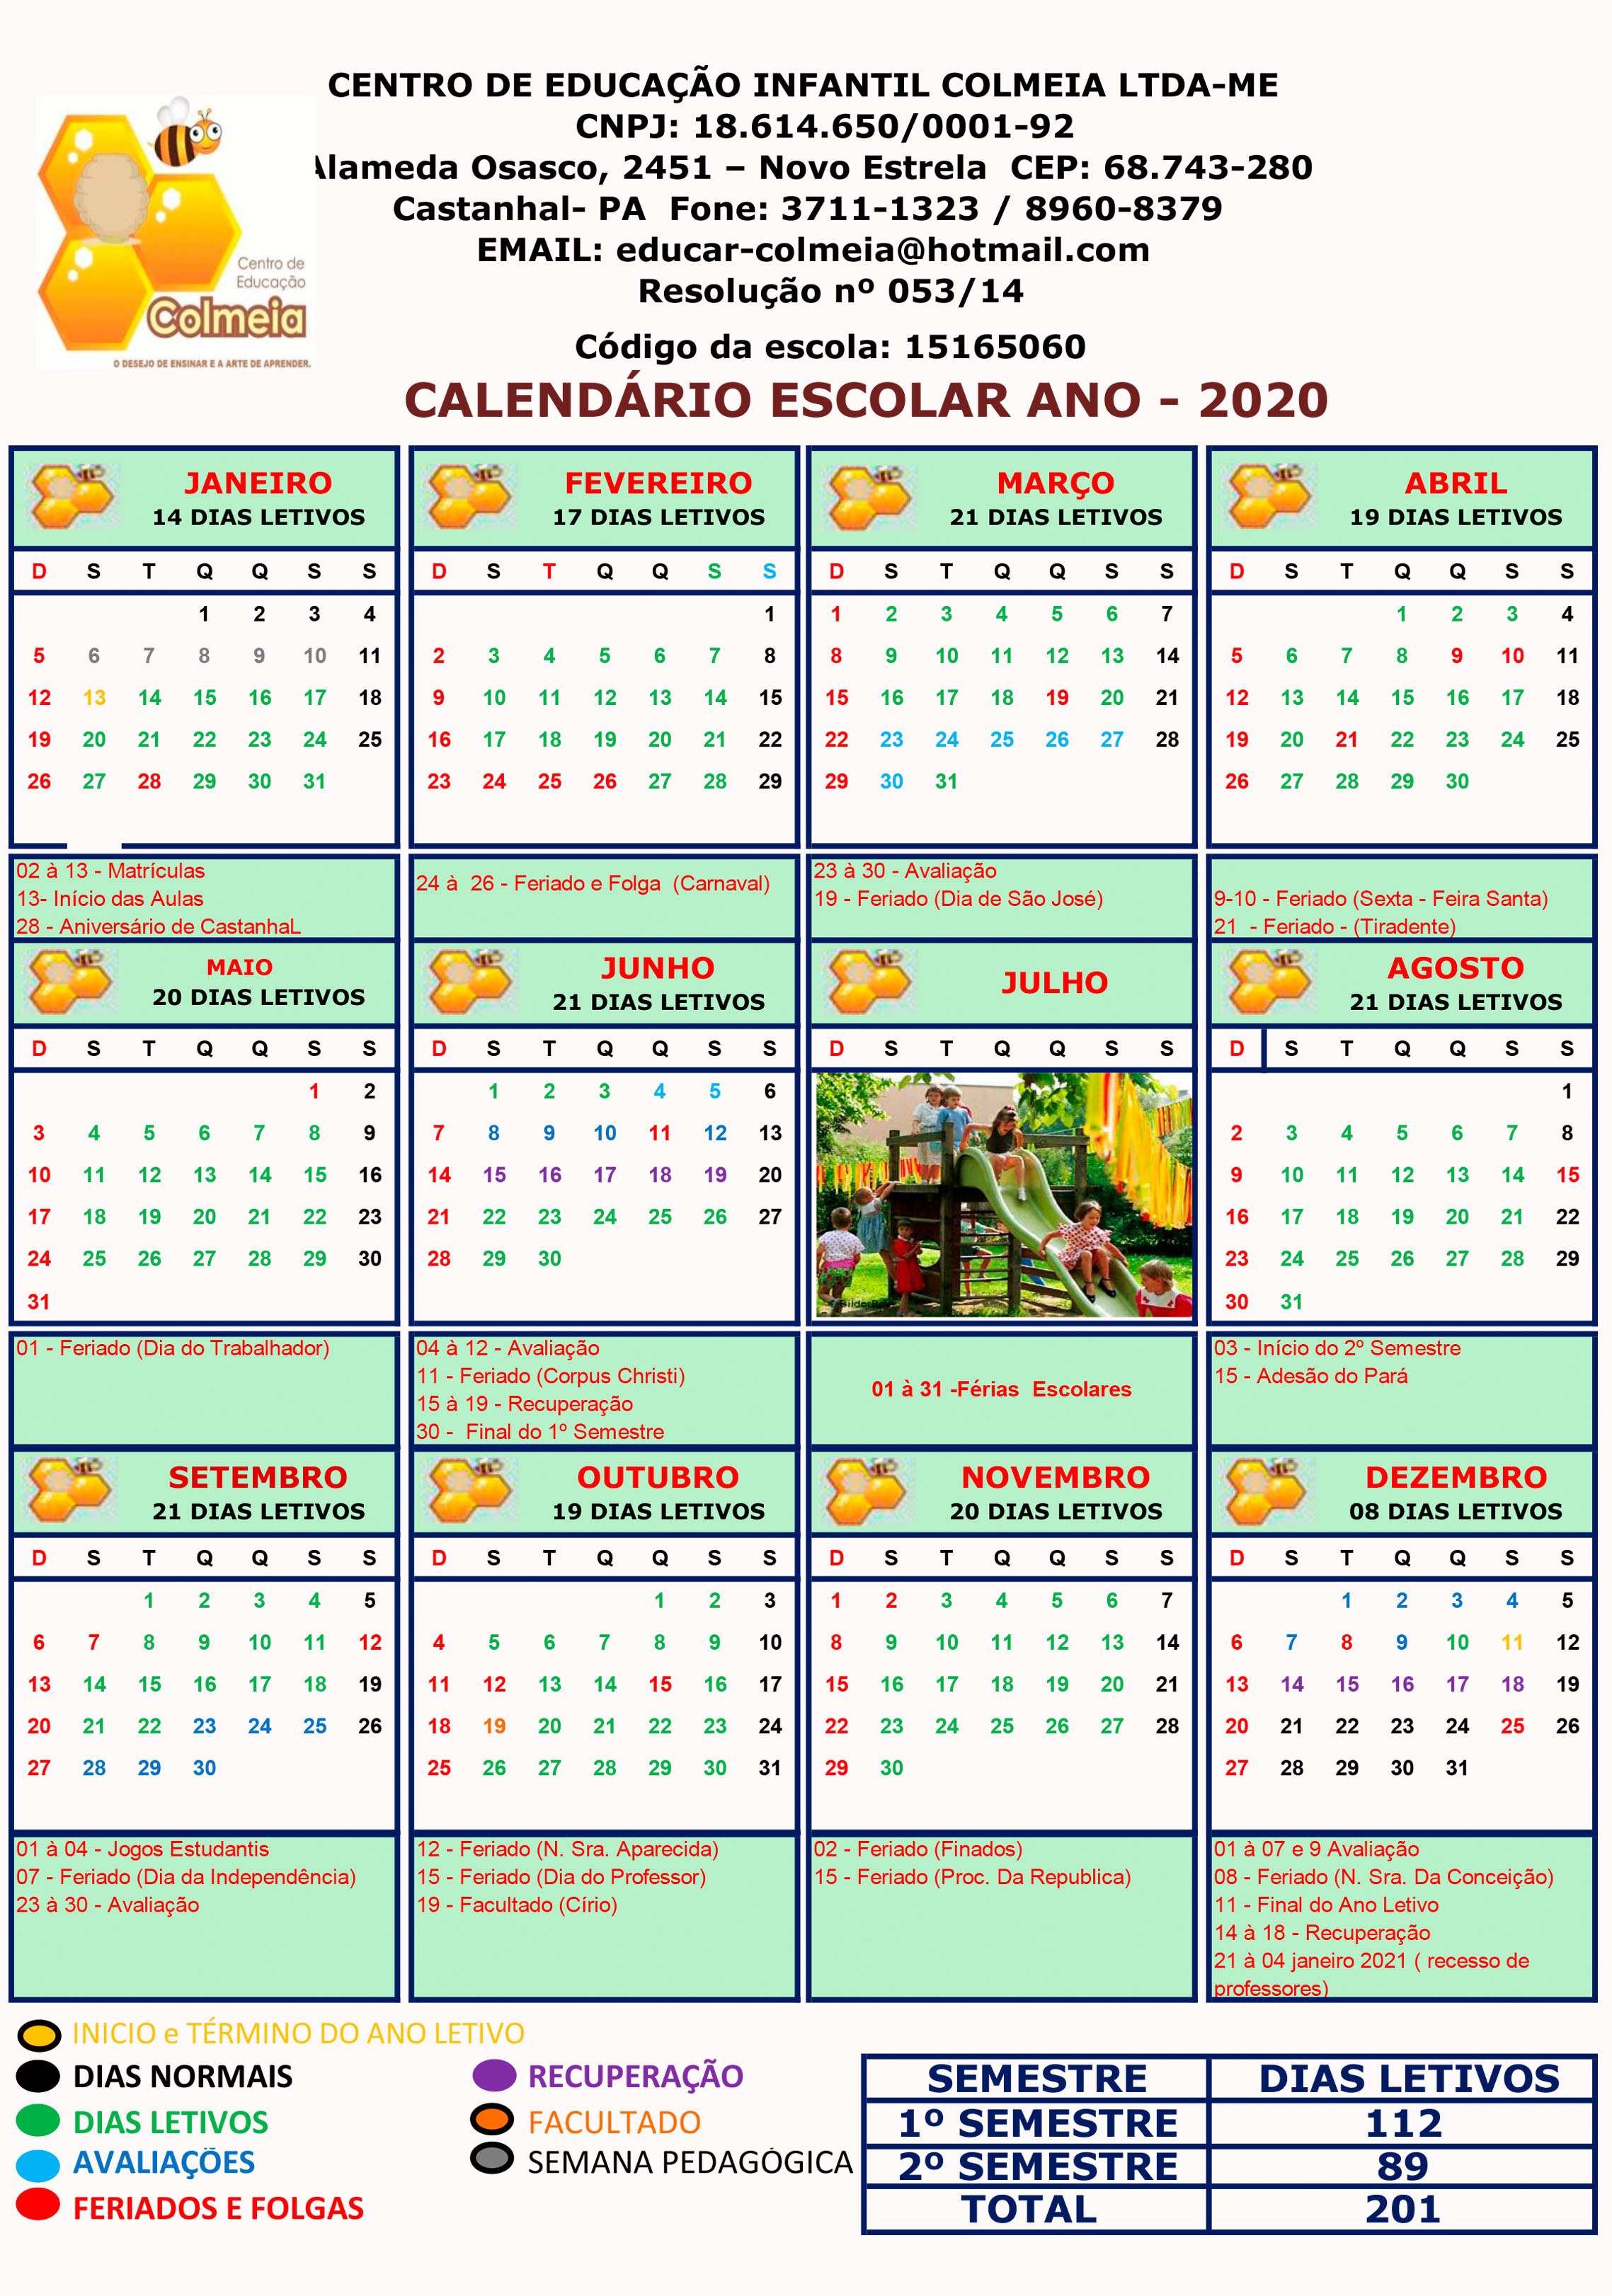 CENTRO DE EDUCAÇÃO INFANTIL COLMEIA LTDA-ME
CNPJ: 18.614.650/0001-92
Alameda Osasco, 2451 – Novo Estrela CEP: 68.743-280
Castanhal- PA Fone: 3711-1323 / 8960-8379
EMAIL: educar-colmeia@hotmail.com
Resolução nº 053/14
Código da escola: 15165060
Centro de
Educação
Colmeia
O DESEJO DE ENSINAR E A ARTE DE APRENDER.
CALENDÁRIO ESCOLAR ANO - 2020
JANEIRO
14 DIAS LETIVOS
D S T Q Q S S
1 2 3 4
5 6 7 8 9 10 11
12 13 14 15 16 17 18
19 20 21 22 23 24 25
26 27 28 29 30 31
02 à 13 - Matrículas
13- Início das Aulas
28 - Aniversário de CastanhaL
FEVEREIRO
17 DIAS LETIVOS
D S T Q Q S S
1
2 3 4 5 6 7 8
9 10 11 12 13 14 15
16 17 18 19 20 21 22
23 24 25 26 27 28 29
24 à 26 - Feriado e Folga (Carnaval)
MARÇO
21 DIAS LETIVOS
D S T Q Q S S
1 2 3 4 5 6 7
8 9 10 11 12 13 14
15 16 17 18 19 20 21
22 23 24 25 26 27 28
29 30 31
23 à 30 - Avaliação
19 - Feriado (Dia de São José)
ABRIL
19 DIAS LETIVOS
D S T Q Q S S
1 2 3 4
5 6 7 8 9 10 11
12 13 14 15 16 17 18
19 20 21 22 23 24 25
26 27 28 29 30
9-10 - Feriado (Sexta - Feira Santa)
21 - Feriado - (Tiradente)
MAIO
20 DIAS LETIVOS
D S T Q Q S S
1 2
3 4 5 6 7 8 9
10 11 12 13 14 15 16
17 18 19 20 21 22 23
24 25 26 27 28 29 30
31
01 - Feriado (Dia do Trabalhador)
JUNHO
21 DIAS LETIVOS
D S T Q Q S S
1 2 3 4 5 6
7 8 9 10 11 12 13
14 15 16 17 18 19 20
21 22 23 24 25 26 27
28 29 30
04 à 12 - Avaliação
11 - Feriado (Corpus Christi)
15 à 19 - Recuperação
30 - Final do 1º Semestre
JULHO
D S T Q Q S S
01 à 31 -Férias Escolares
AGOSTO
21 DIAS LETIVOS
D S T Q Q S S
1
2 3 4 5 6 7 8
9 10 11 12 13 14 15
16 17 18 19 20 21 22
23 24 25 26 27 28 29
30 31
03 - Início do 2º Semestre
15 - Adesão do Pará
SETEMBRO
21 DIAS LETIVOS
D S T Q Q S S
1 2 3 4 5
6 7 8 9 10 11 12
13 14 15 16 17 18 19
20 21 22 23 24 25 26
27 28 29 30
01 à 04 - Jogos Estudantis
07 - Feriado (Dia da Independência)
23 à 30 - Avaliação
OUTUBRO
19 DIAS LETIVOS
D S T Q Q S S
1 2 3
4 5 6 7 8 9 10
11 12 13 14 15 16 17
18 19 20 21 22 23 24
25 26 27 28 29 30 31
12 - Feriado (N. Sra. Aparecida)
15 - Feriado (Dia do Professor)
19 - Facultado (Círio)
NOVEMBRO
20 DIAS LETIVOS
D S T Q Q S S
1 2 3 4 5 6 7
8 9 10 11 12 13 14
15 16 17 18 19 20 21
22 23 24 25 26 27 28
29 30
02 - Feriado (Finados)
15 - Feriado (Proc. Da Republica)
DEZEMBRO
08 DIAS LETIVOS
D S T Q Q S S
1 2 3 4 5
6 7 8 9 10 11 12
13 14 15 16 17 18 19
20 21 22 23 24 25 26
27 28 29 30 31
01 à 07 e 9 Avaliação
08 - Feriado (N. Sra. Da Conceição)
11 - Final do Ano Letivo
14 à 18 - Recuperação
21 à 04 janeiro 2021 ( recesso de
professores)
INICIO e TÉRMINO DO ANO LETIVO
DIAS NORMAIS
DIAS LETIVOS
AVALIAÇÕES
FERIADOS E FOLGAS
RECUPERAÇÃO
FACULTADO
SEMANA PEDAGÓGICA
SEMESTRE DIAS LETIVOS
1º SEMESTRE 112
2º SEMESTRE 89
TOTAL 201